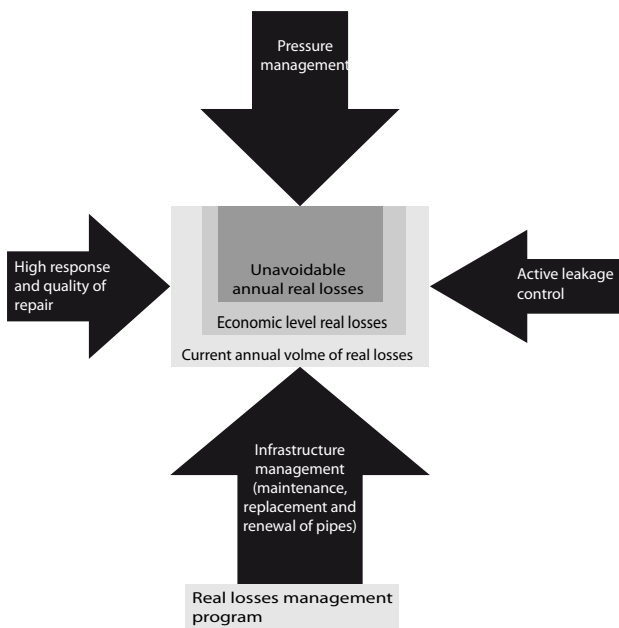 Pressure
management
High response
and quality of
repair
Unavoidable
annual real losses
Economic level real losses
Current annual volme of real losses
Active leakage
control
Infrastructure
management
(maintenance,
replacement and
renewal of pipes)
Real losses management
program